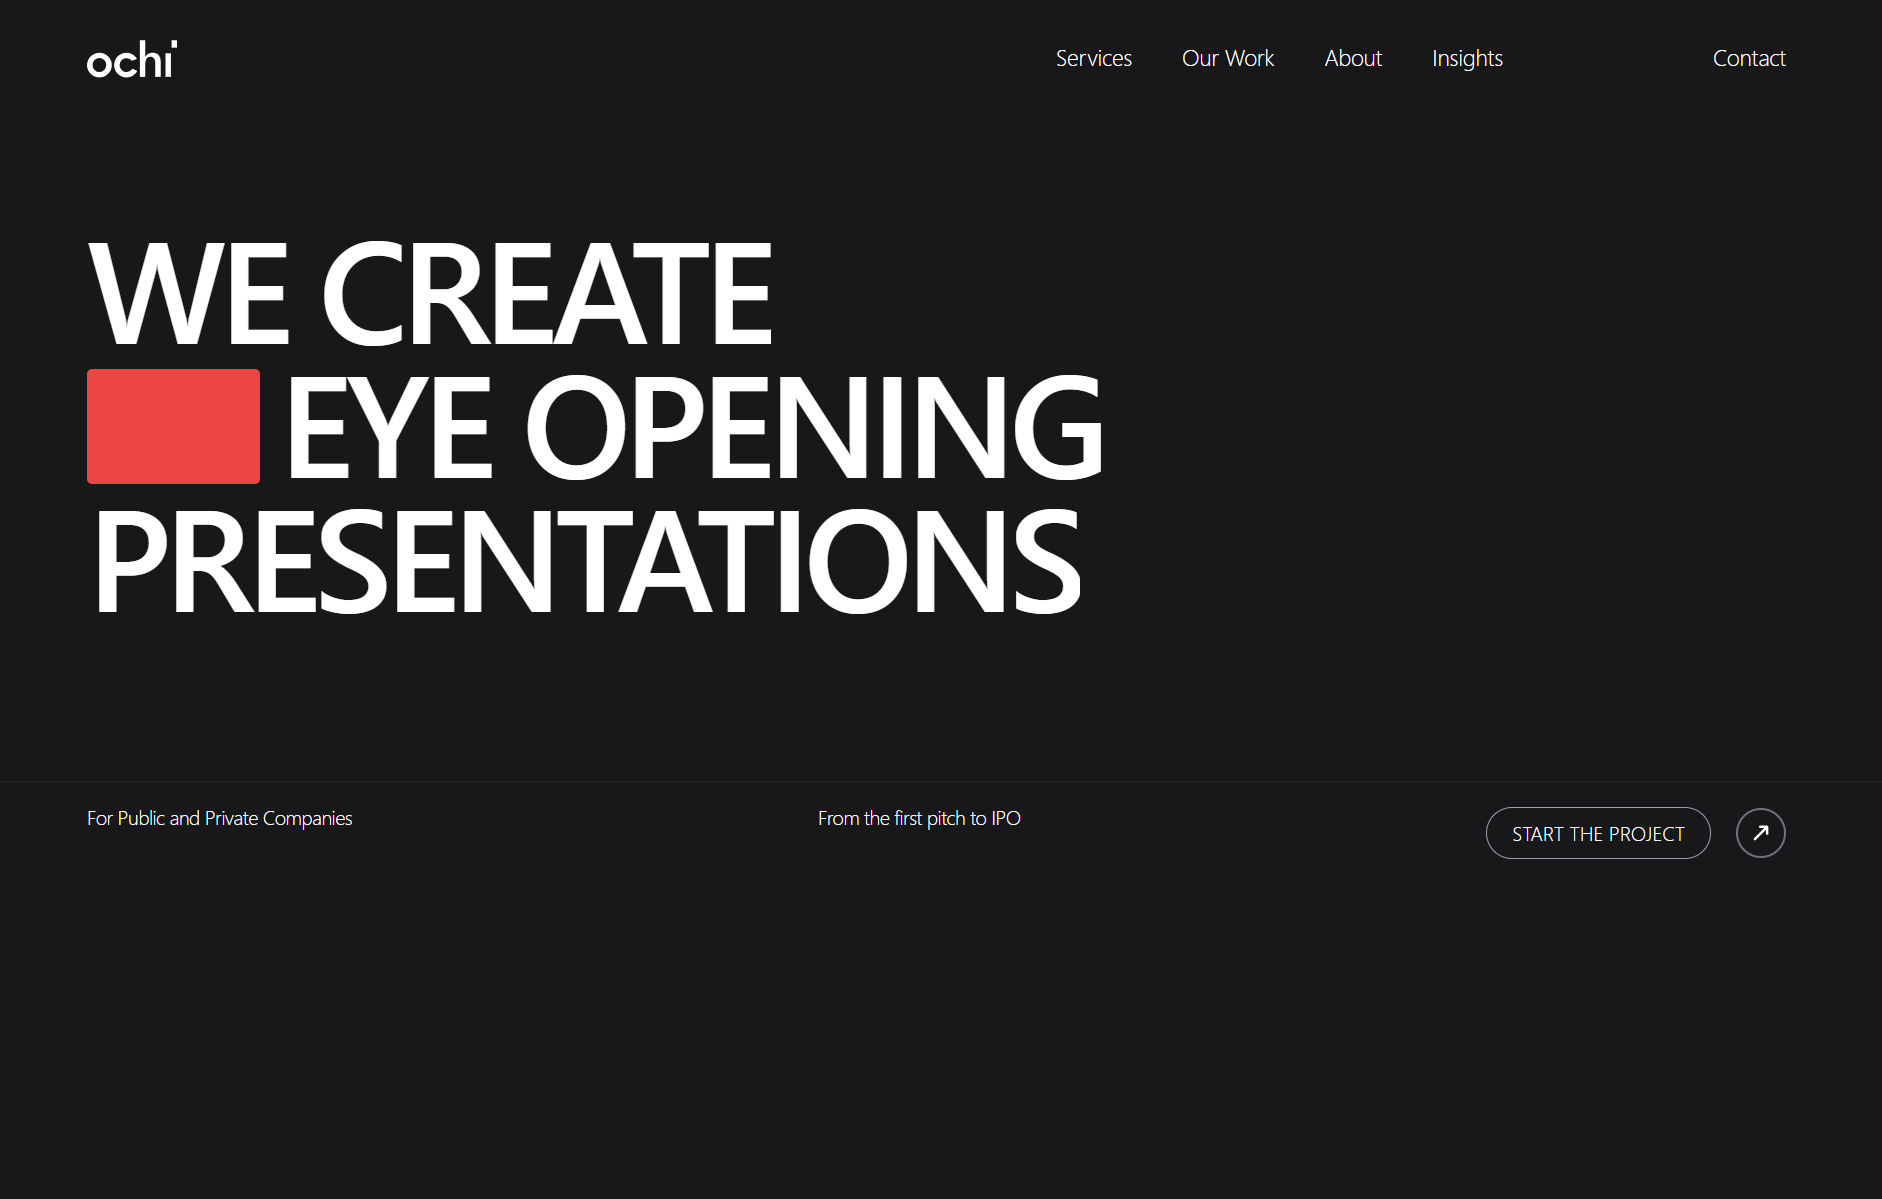 ochi
Services Our Work About Insights Contact
WE CREATE
EYE OPENING
PRESENTATIONS
For Public and Private Companies
From the first pitch to IPO
START THE PROJECT